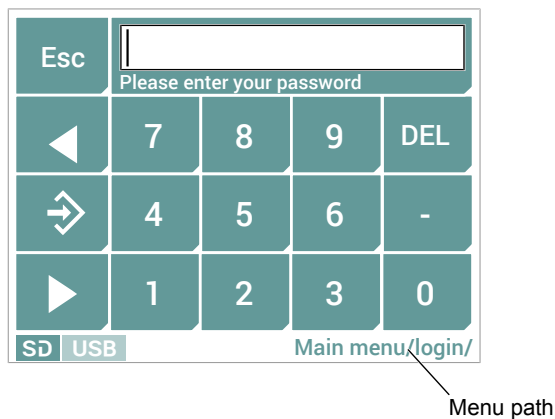 Esc
Please enter your password
7 8 9 DEL
4 5 6 -
1 2 3 0
SD USB Main menu/login/
Menu path